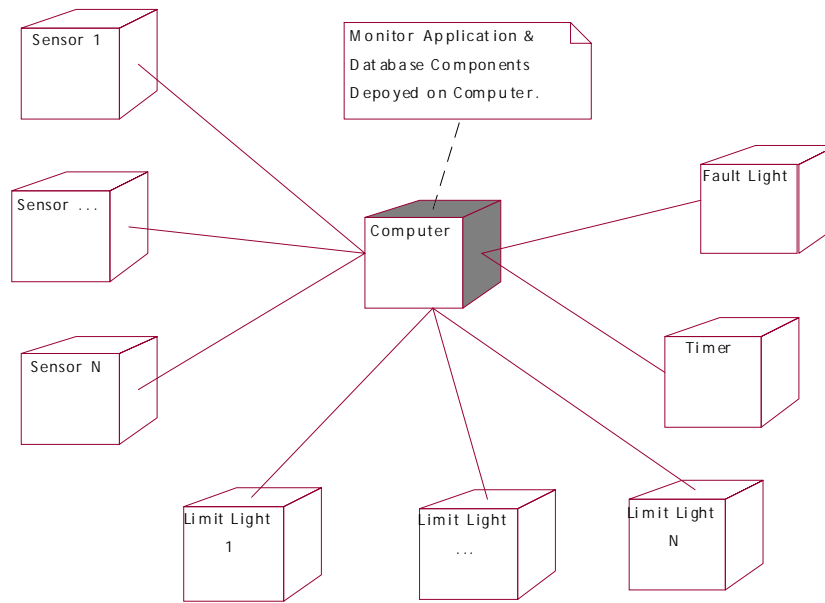 Sensor 1
Monitor Application &
Database Components
Depoyed on Computer.
Sensor ...
Computer
Fault Light
Sensor N
Timer
Limit Light
1
Limit Light
...
Limit Light
N